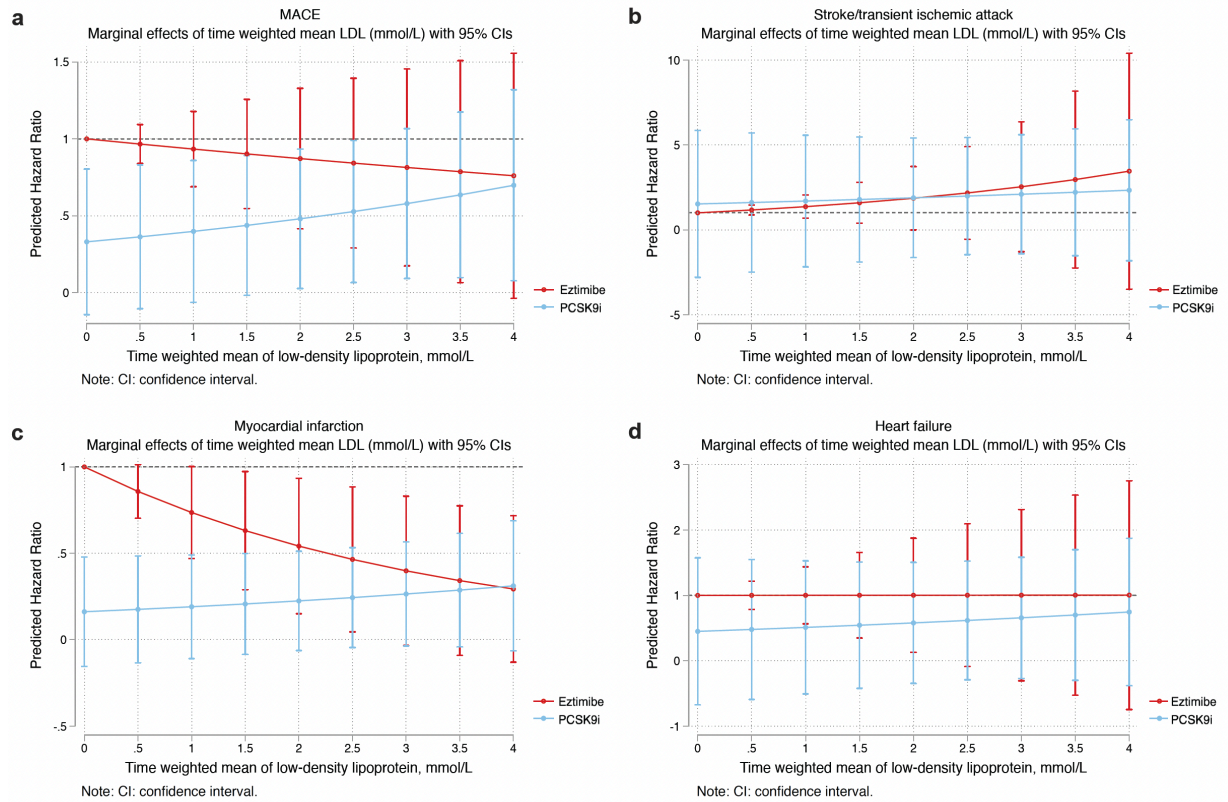 a
MACE
Marginal effects of time weighted mean LDL (mmol/L) with 95% CIs
Predicted Hazard Ratio
1.5
1
.5
0
0 .5 1 1.5 2 2.5 3 3.5 4
Time weighted mean of low-density lipoprotein, mmol/L
Note: CI: confidence interval.
Eztimibe
PCSK9i
b
Stroke/transient ischemic attack
Marginal effects of time weighted mean LDL (mmol/L) with 95% CIs
Predicted Hazard Ratio
10
5
0
-5
0 .5 1 1.5 2 2.5 3 3.5 4
Time weighted mean of low-density lipoprotein, mmol/L
Note: CI: confidence interval.
Eztimibe
PCSK9i
c
Myocardial infarction
Marginal effects of time weighted mean LDL (mmol/L) with 95% CIs
Predicted Hazard Ratio
1
.5
0
-.5
0 .5 1 1.5 2 2.5 3 3.5 4
Time weighted mean of low-density lipoprotein, mmol/L
Note: CI: confidence interval.
Eztimibe
PCSK9i
d
Heart failure
Marginal effects of time weighted mean LDL (mmol/L) with 95% CIs
Predicted Hazard Ratio
3
2
1
0
-1
0 .5 1 1.5 2 2.5 3 3.5 4
Time weighted mean of low-density lipoprotein, mmol/L
Note: CI: confidence interval.
Eztimibe
PCSK9i